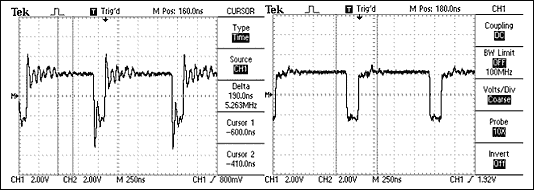 Tek T Trig'd M Pos: 160.0ns CURSOR
Type
Time
Source
CH1
Delta
190.0ns
5.263MHz
Cursor 1
-600.0ns
Cursor 2
-410.0ns
M
CH1 2.00V CH2 2.00V M 250ns CH1 / 800mV
Tek T Trig'd M Pos: 180.0ns CH1
Coupling
DC
BW Limit
OFF
100MHz
Volts/Div
Coarse
Probe
10X
Invert
Off
M
CH1 2.00V CH2 2.00V M 250ns CH1 / 1.32V